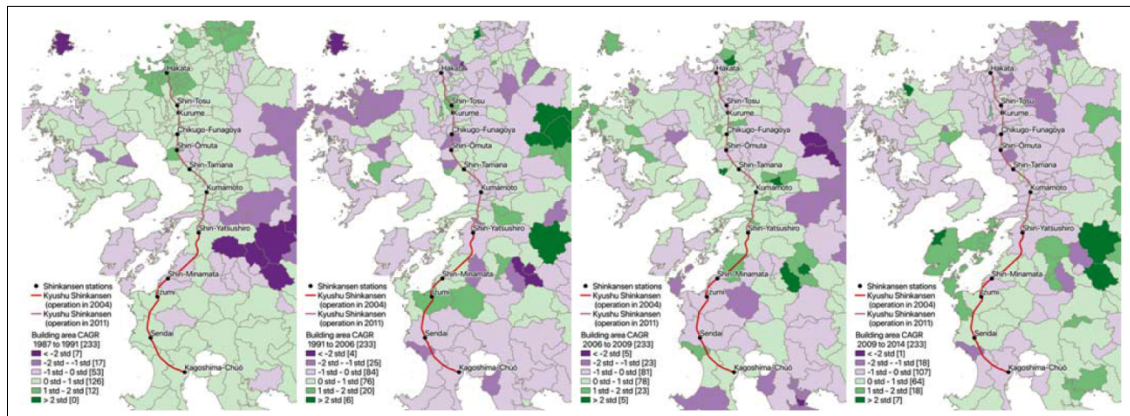 Hakata
Shin-Tosu
Kurume
Chikugo-Funagoya
Shin-Ōmuta
Shin-Tamana
Kumamoto
Shin-Yatsushiro
Shin-Minamata
Izumi
Sendai
Kagoshima-Chūō
Shinkansen stations
Kyushu Shinkansen
(operation in 2004)
Kyushu Shinkansen
(operation in 2011)
Building area CAGR
1987 to 1991 [233]
< -2 std [7]
-2 std - -1 std [17]
-1 std - 0 std [53]
0 std - 1 std [126]
1 std - 2 std [12]
> 2 std [0]
Hakata
Shin-Tosu
Kurume
Chikugo-Funagoya
Shin-Ōmuta
Shin-Tamana
Kumamoto
Shin-Yatsushiro
Shin-Minamata
Izumi
Sendai
Kagoshima-Chūō
Shinkansen stations
Kyushu Shinkansen
(operation in 2004)
Kyushu Shinkansen
(operation in 2011)
Building area CAGR
1991 to 2006 [233]
< -2 std [4]
-2 std - -1 std [25]
-1 std - 0 std [84]
0 std - 1 std [76]
1 std - 2 std [20]
> 2 std [6]
Hakata
Shin-Tosu
Kurume
Chikugo-Funagoya
Shin-Ōmuta
Shin-Tamana
Kumamoto
Shin-Yatsushiro
Shin-Minamata
Izumi
Sendai
Kagoshima-Chūō
Shinkansen stations
Kyushu Shinkansen
(operation in 2004)
Kyushu Shinkansen
(operation in 2011)
Building area CAGR
2006 to 2009 [233]
< -2 std [5]
-2 std - -1 std [23]
-1 std - 0 std [81]
0 std - 1 std [78]
1 std - 2 std [23]
> 2 std [5]
Hakata
Shin-Tosu
Kurume
Chikugo-Funagoya
Shin-Ōmuta
Shin-Tamana
Kumamoto
Shin-Yatsushiro
Shin-Minamata
Izumi
Sendai
Kagoshima-Chūō
Shinkansen stations
Kyushu Shinkansen
(operation in 2004)
Kyushu Shinkansen
(operation in 2011)
Building area CAGR
2009 to 2014 [233]
< -2 std [1]
-2 std - -1 std [18]
-1 std - 0 std [107]
0 std - 1 std [64]
1 std - 2 std [18]
> 2 std [7]